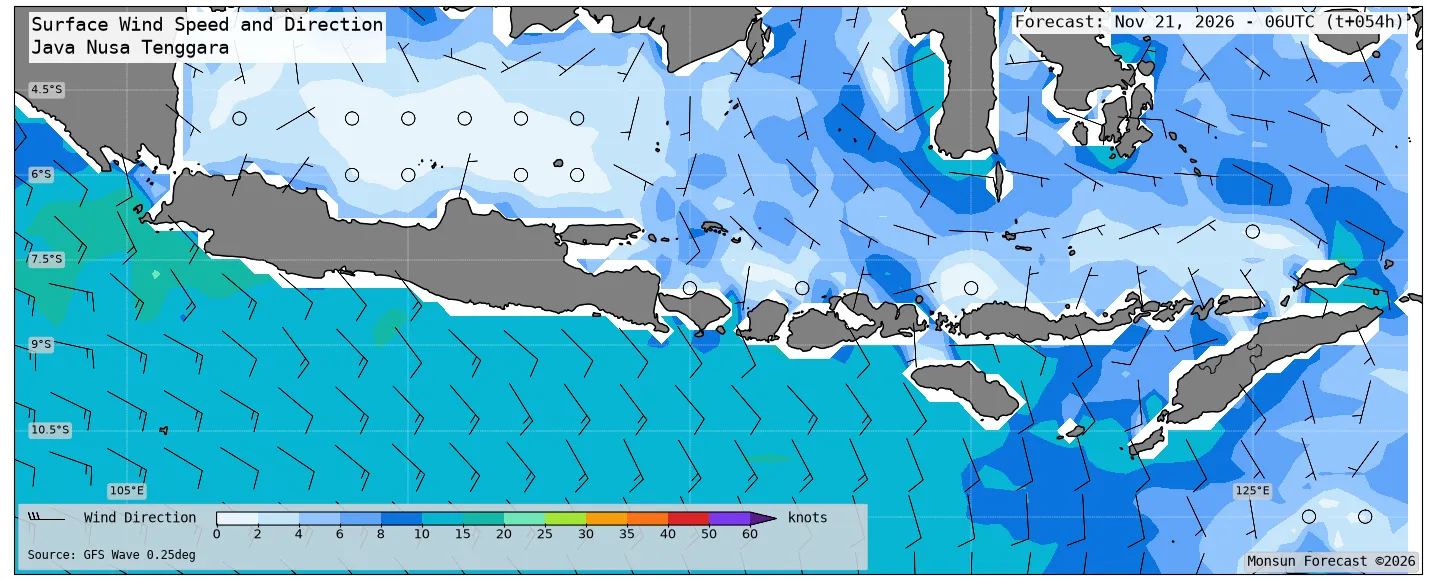 Surface Wind Speed and Direction
Java Nusa Tenggara
Forecast: Nov 21, 2026 - 06UTC (t+054h)
4.5°S
6°S
7.5°S
9°S
10.5°S
105°E
125°E
Wind Direction
0 2 4 6 8 10 15 20 25 30 35 40 50 60
knots
Source: GFS Wave 0.25deg
Monsun Forecast ©2026